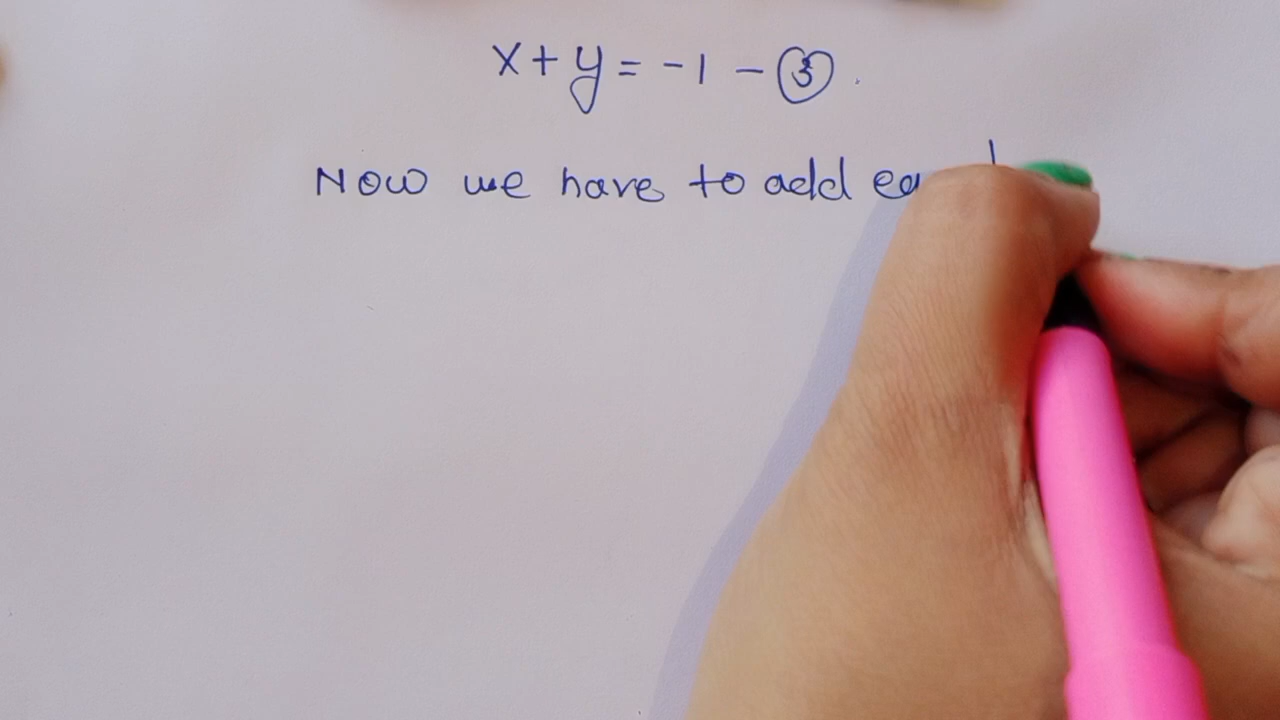 x + y = -1 - ③
Now we have to add